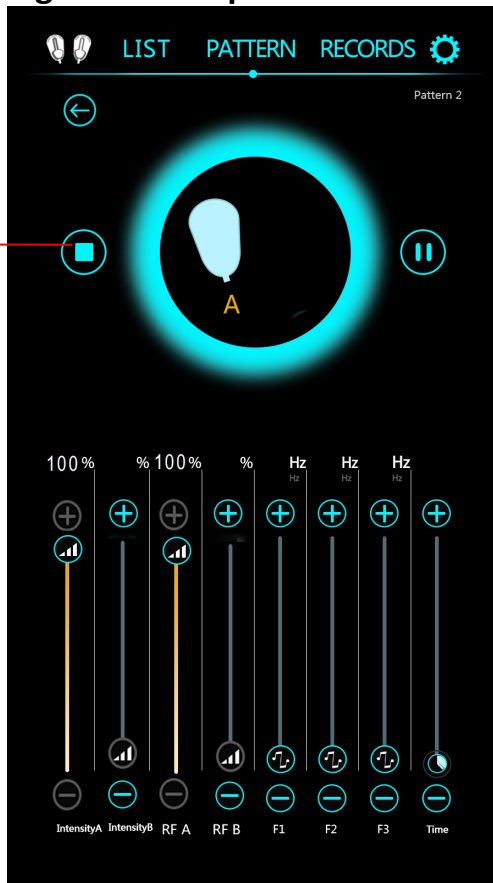 LIST PATTERN RECORDS
Pattern 2
A
100% % 100% % Hz Hz Hz
Hz Hz Hz
IntensityA IntensityB RF A RF B F1 F2 F3 Time